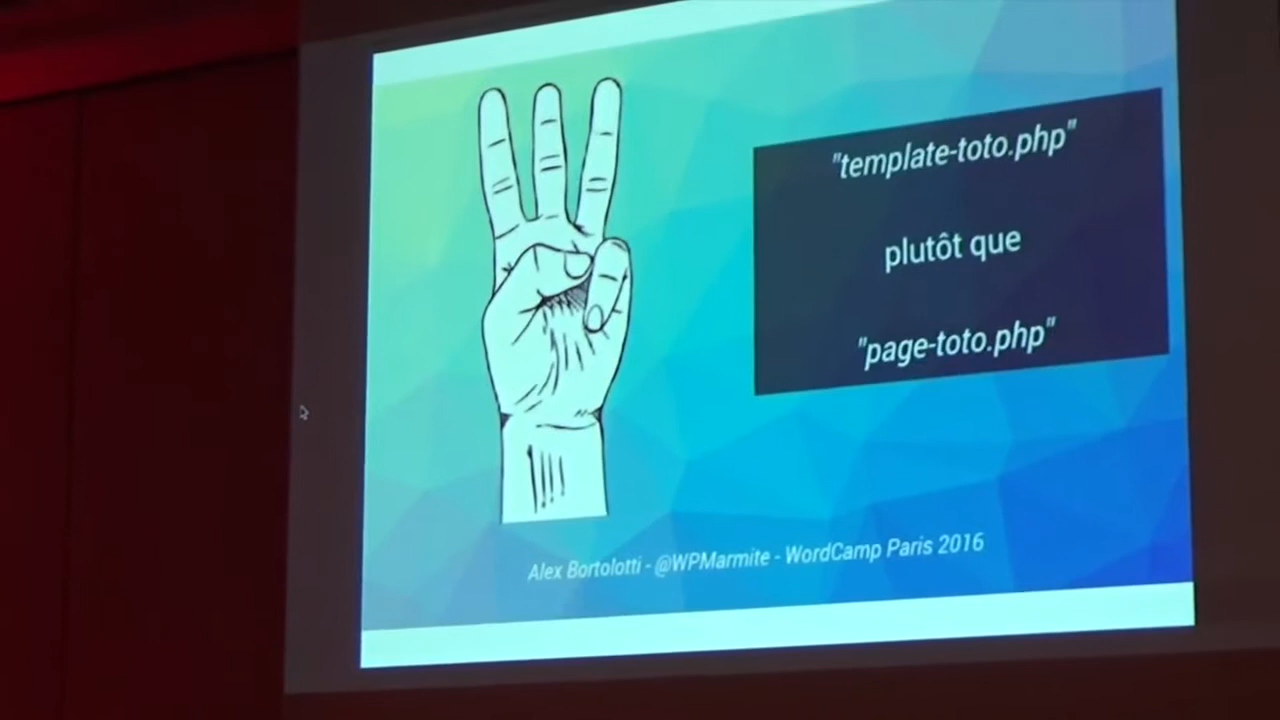 "template-toto.php"
plutôt que
"page-toto.php"
Alex Bortolotti - @WPMarmite - WordCamp Paris 2016